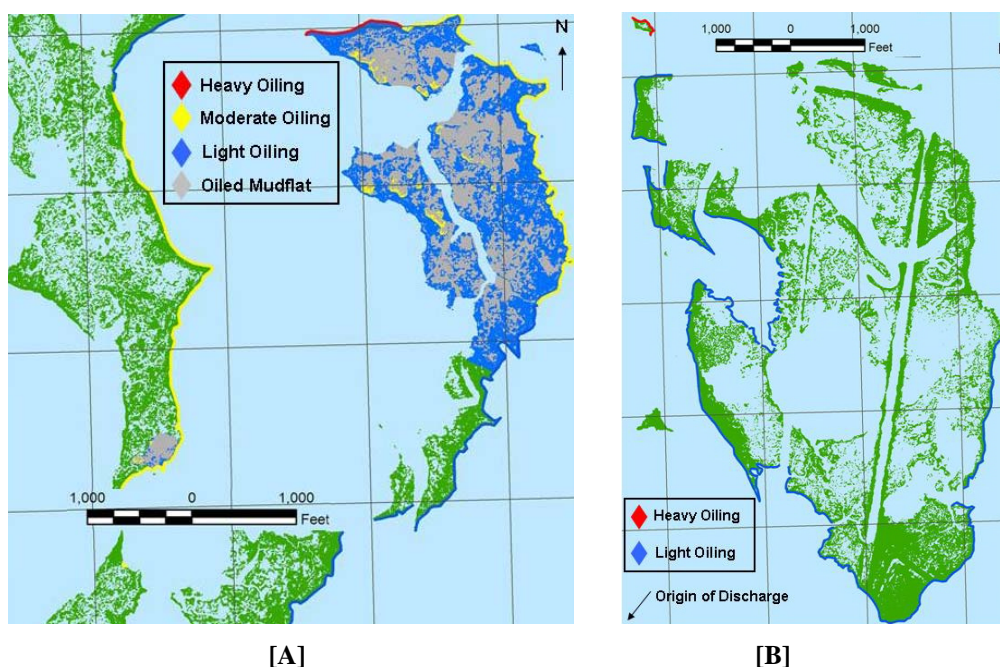 N
Heavy Oiling
Moderate Oiling
Light Oiling
Oiled Mudflat
1,000 0 1,000
Feet
[A]
1,000 0 1,000
Feet
Heavy Oiling
Light Oiling
Origin of Discharge
[B]